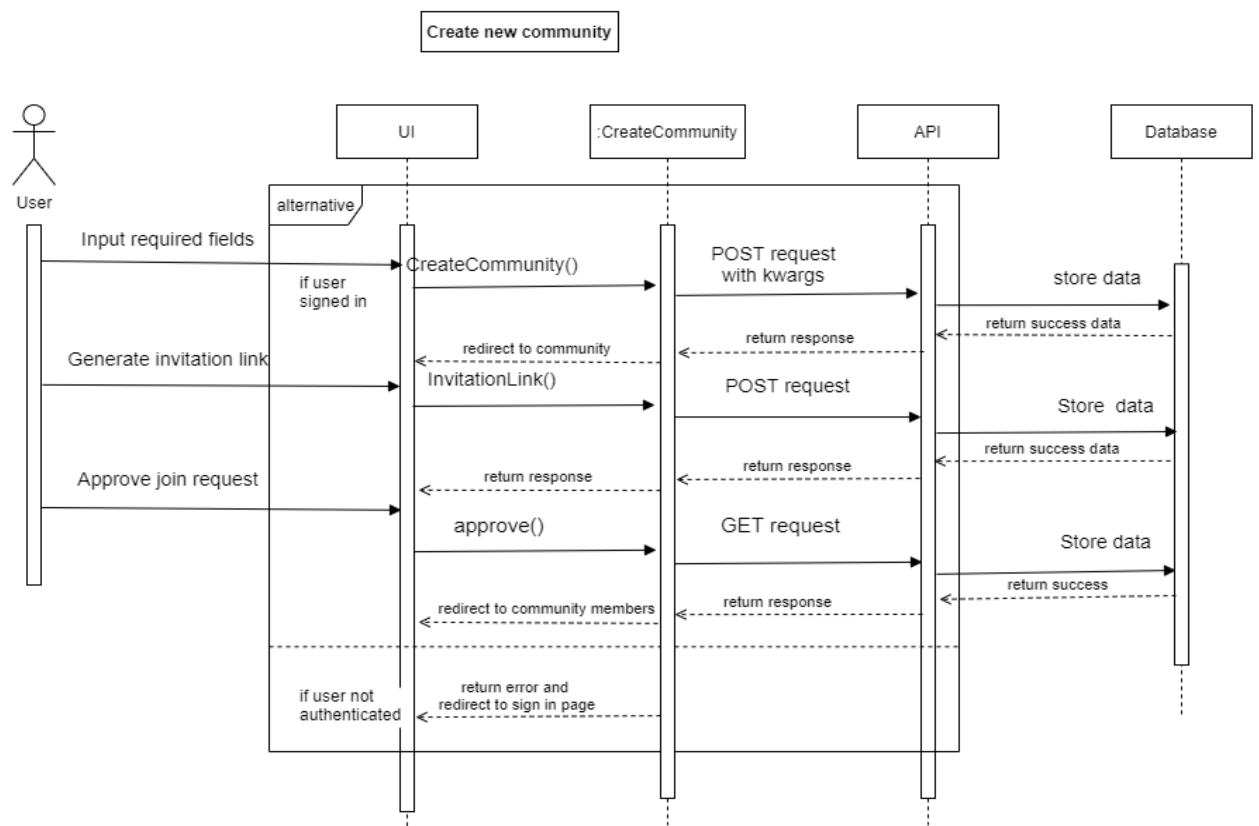 Create new community
UI
:CreateCommunity
API
Database
User
alternative
Input required fields
if user
signed in
CreateCommunity()
POST request
with kwargs
store data
return success data
return response
redirect to community
Generate invitation link
InvitationLink()
POST request
Store data
return success data
return response
return response
Approve join request
approve()
GET request
Store data
return success
return response
redirect to community members
if user not
authenticated
return error and
redirect to sign in page